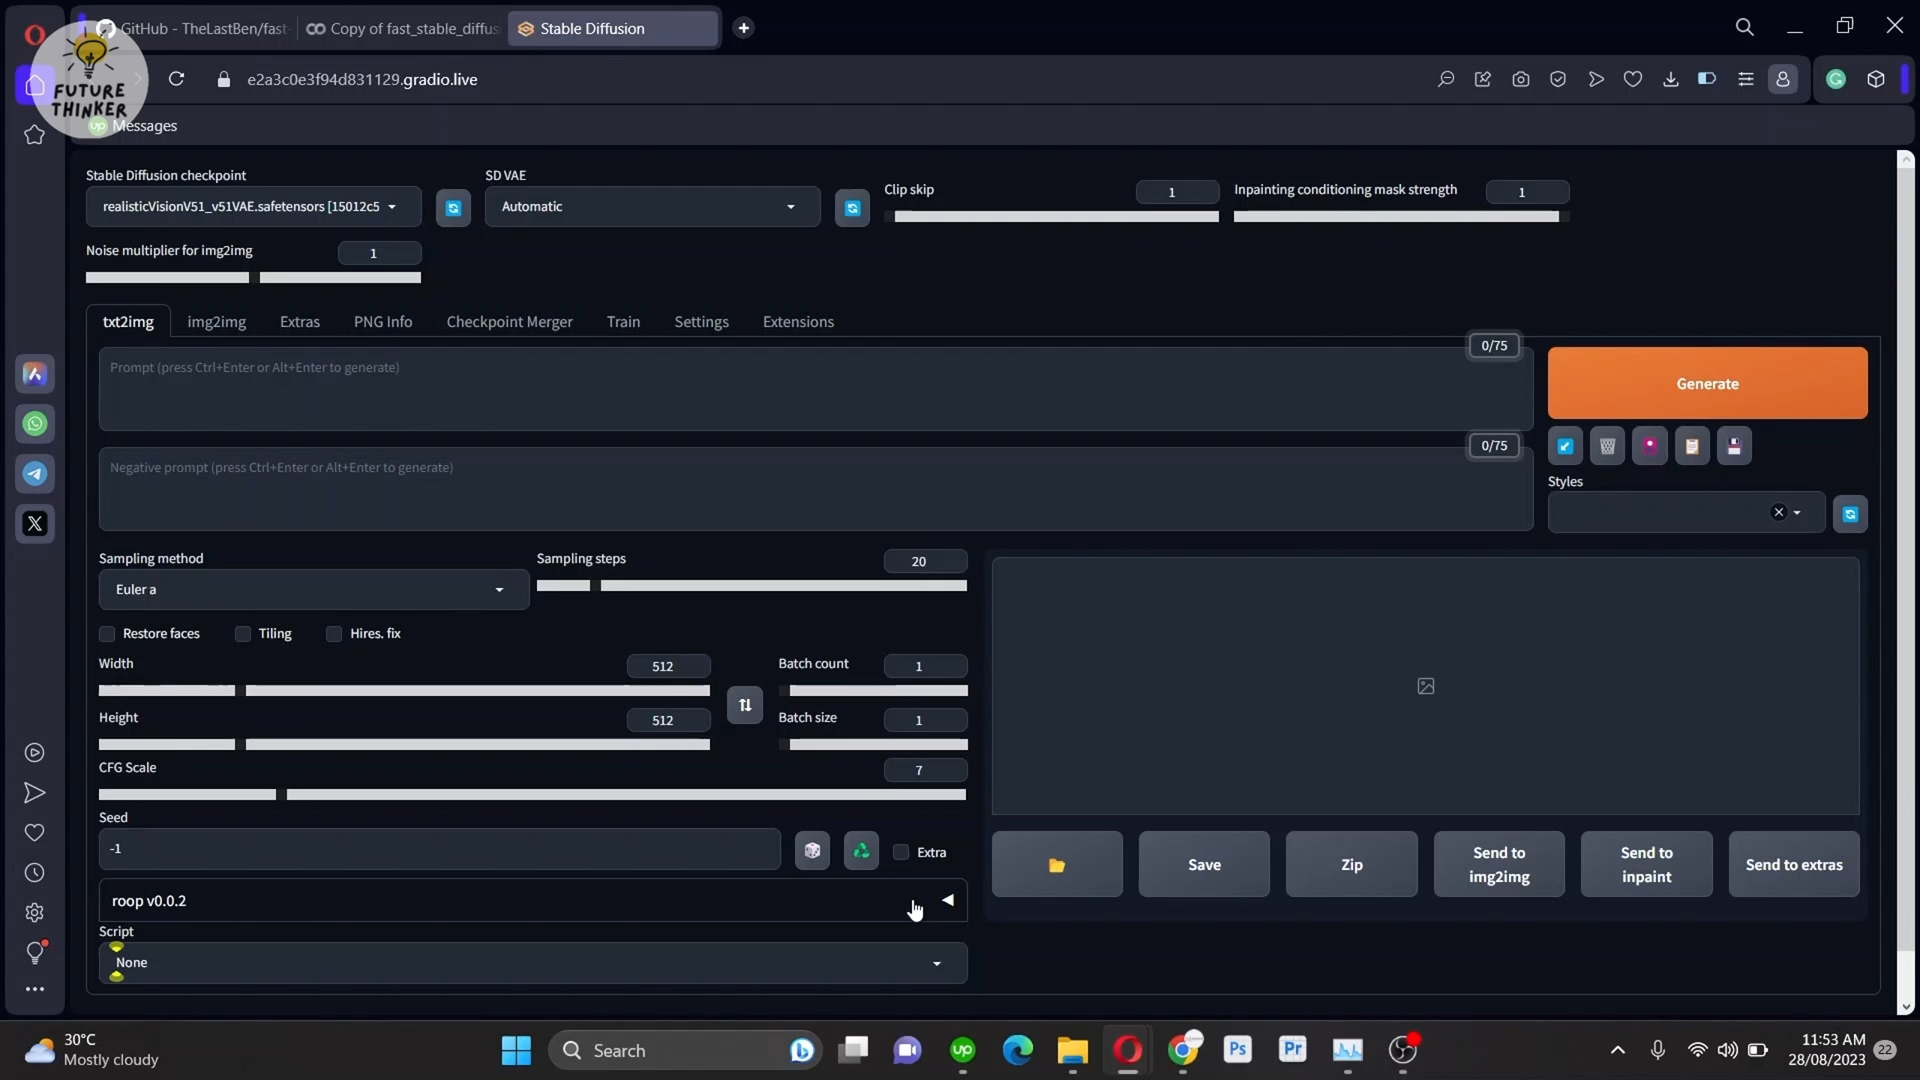 GitHub - TheLastBen/fast-
Copy of fast_stable_diffus
Stable Diffusion
e2a3c0e3f94d831129.gradio.live
FUTURE
THINKER
up Messages
Stable Diffusion checkpoint
realisticVisionV51_v51VAE.safetensors [15012c5
SD VAE
Automatic
Clip skip
1
Inpainting conditioning mask strength
1
Noise multiplier for img2img
1
txt2img
img2img
Extras
PNG Info
Checkpoint Merger
Train
Settings
Extensions
Prompt (press Ctrl+Enter or Alt+Enter to generate)
0/75
Generate
Negative prompt (press Ctrl+Enter or Alt+Enter to generate)
0/75
Styles
Sampling method
Euler a
Sampling steps
20
Restore faces
Tiling
Hires. fix
Width
512
Batch count
1
Height
512
Batch size
1
CFG Scale
7
Seed
-1
Extra
Save
Zip
Send to
img2img
Send to
inpaint
Send to extras
roop v0.0.2
Script
None
30°C
Mostly cloudy
Search
up
Ps
Pr
11:53 AM
28/08/2023
22